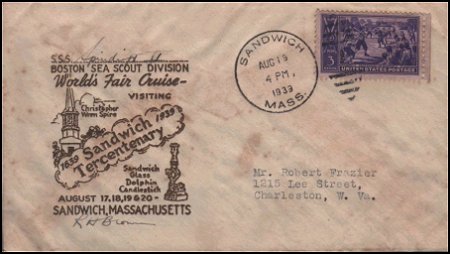 S.S.S.
BOSTON SEA SCOUT DIVISION
World's Fair Cruise-
VISITING
Christopher
Wren Spire
1639 Sandwich 1939
Tercentenary
Sandwich
Glass
Dolphin
Candlestick
AUGUST 17,18,19&20-
SANDWICH, MASSACHUSETTS
K H Brown
SANDWICH
AUG 19
4 PM
1939
MASS.
3¢
UNITED STATES POSTAGE
Mr. Robert Frazier
1215 Lee Street,
Charleston, W. Va.